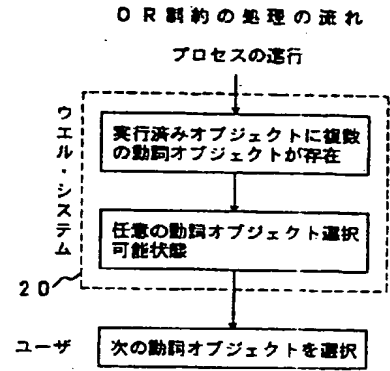 OR制約の処理の流れ
プロセスの進行
ウエル・システム
実行済みオブジェクトに複数
の動詞オブジェクトが存在
任意の動詞オブジェクト選択
可能状態
20
ユーザ
次の動詞オブジェクトを選択